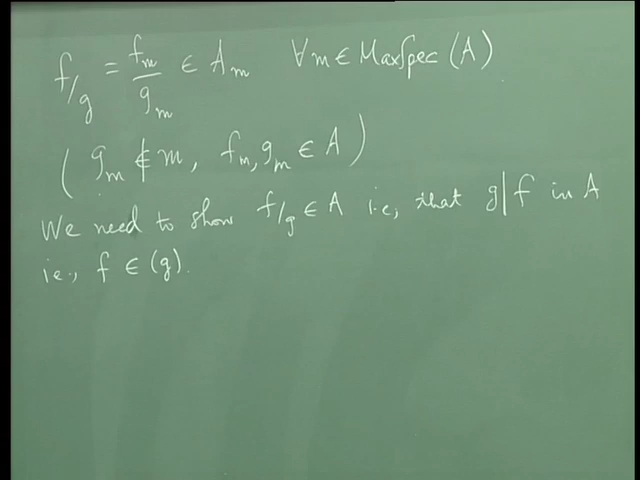 f/g = f_m/g_m ∈ A_m ∀ m ∈ MaxSpec (A)
( g_m ∉ m, f_m, g_m ∈ A )
We need to show f/g ∈ A i.e, that g | f in A
i.e., f ∈ (g).